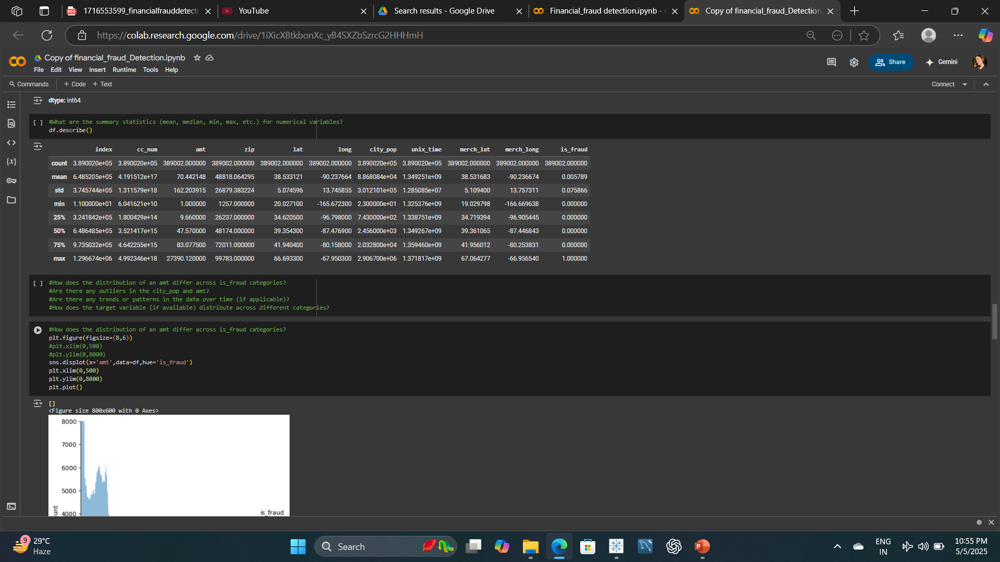 1716553599_financialfrauddetecti
YouTube
Search results - Google Drive
Financial_fraud detection.ipynb -
Copy of financial_fraud_Detection
https://colab.research.google.com/drive/1iXicX8tkbonXc_yB4SXZbSzrcG2HHHmH
Copy of financial_fraud_Detection.ipynb
File Edit View Insert Runtime Tools Help
Share
Gemini
Commands + Code + Text
Connect
dtype: int64
[ ] #What are the summary statistics (mean, median, min, max, etc.) for numerical variables?
df.describe()
index cc_num amt zip lat long city_pop unix_time merch_lat merch_long is_fraud
count 3.890020e+05 3.890020e+05 389002.000000 389002.000000 389002.000000 389002.000000 3.890020e+05 3.890020e+05 389002.000000 389002.000000 389002.000000
mean 6.485205e+05 4.191512e+17 70.442148 48818.064295 38.533121 -90.237664 8.868084e+04 1.349251e+09 38.531683 -90.236674 0.005789
std 3.745744e+05 1.311579e+18 162.203915 26879.383224 5.074596 13.745855 3.012101e+05 1.285085e+07 5.109400 13.757311 0.075866
min 1.100000e+01 6.041621e+10 1.000000 1257.000000 20.027100 -165.672300 2.300000e+01 1.325376e+09 19.029798 -166.669638 0.000000
25% 3.241842e+05 1.800429e+14 9.660000 26237.000000 34.620500 -96.798000 7.430000e+02 1.338751e+09 34.719394 -96.905445 0.000000
50% 6.486485e+05 3.521417e+15 47.570000 48174.000000 39.354300 -87.476900 2.456000e+03 1.349267e+09 39.361065 -87.446843 0.000000
75% 9.735032e+05 4.642255e+15 83.077500 72011.000000 41.940400 -80.158000 2.032800e+04 1.359460e+09 41.956012 -80.253831 0.000000
max 1.296674e+06 4.992346e+18 27390.120000 99783.000000 66.693300 -67.950300 2.906700e+06 1.371817e+09 67.064277 -66.956540 1.000000
[ ] #How does the distribution of an amt differ across is_fraud categories?
#Are there any outliers in the city_pop and amt?
#Are there any trends or patterns in the data over time (if applicable)?
#How does the target variable (if available) distribute across different categories?
#How does the distribution of an amt differ across is_fraud categories?
plt.figure(figsize=(8,6))
#plt.xlim(0,500)
#plt.ylim(0,8000)
sns.displot(x='amt',data=df,hue='is_fraud')
plt.xlim(0,500)
plt.ylim(0,8000)
plt.plot()
[]
<Figure size 800x600 with 0 Axes>
8000
7000
6000
5000
4000
is_fraud
9
29°C
Haze
Search
ENG
IN
10:55 PM
5/5/2025